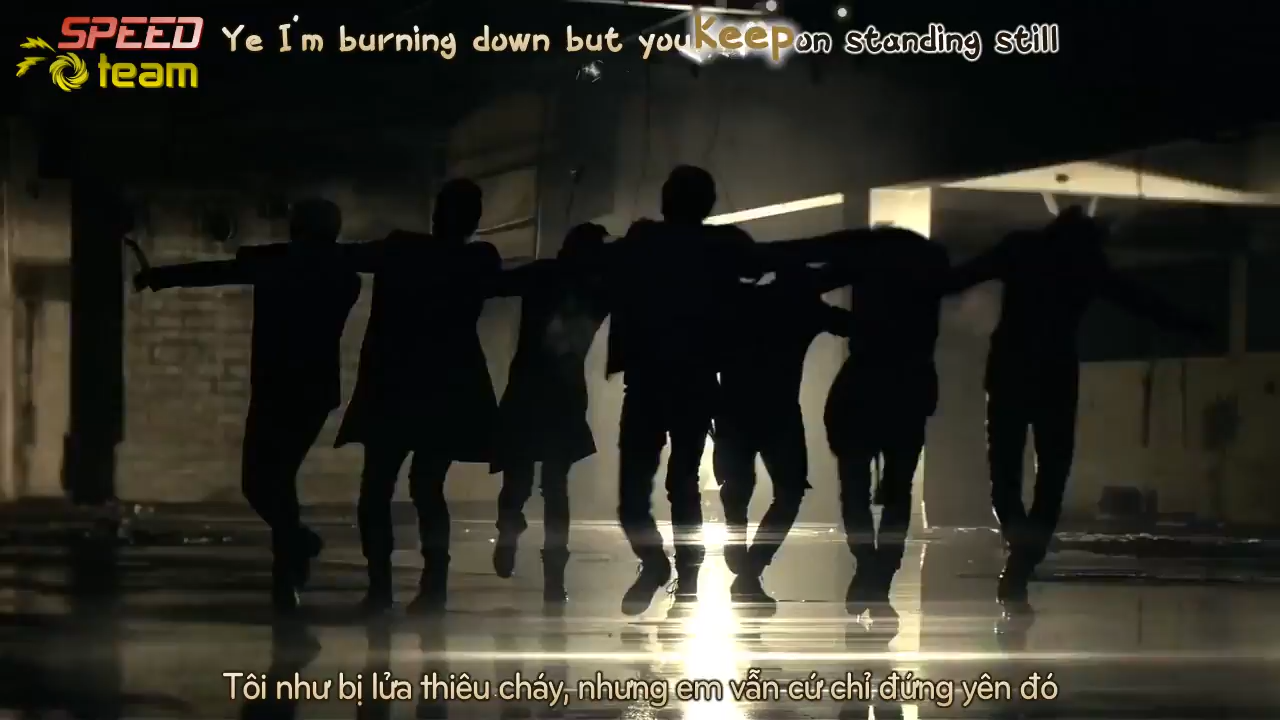 SPEED
team
Ye I'm burning down but you Keep on standing still
Tôi như bị lửa thiêu cháy, nhưng em vẫn cứ chỉ đứng yên đó